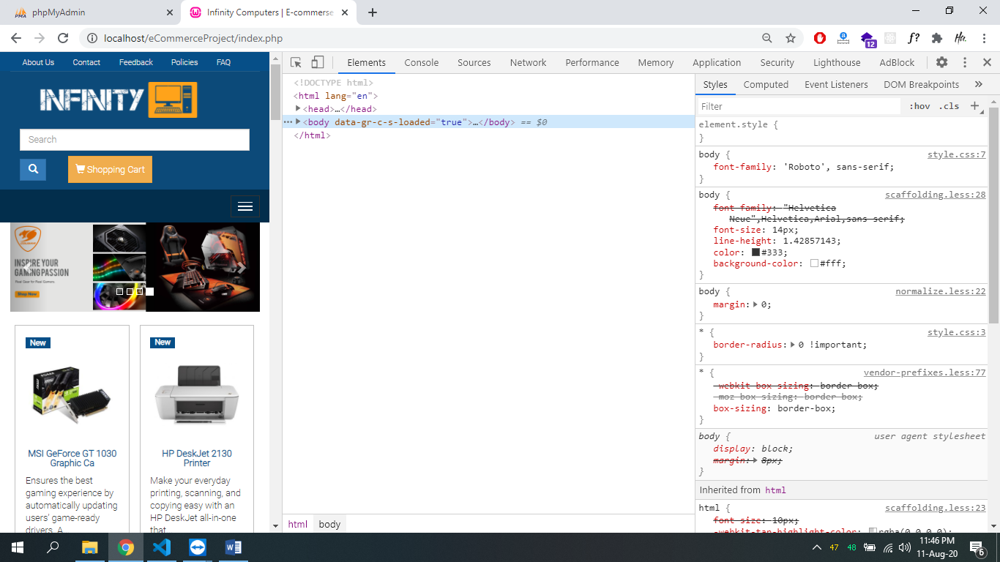 phpMyAdmin
Infinity Computers | E-commerse
localhost/eCommerceProject/index.php
12
f?
Ha.
About Us Contact Feedback Policies FAQ
INFINITY
Search
Shopping Cart
COUGAR
INSPIRE YOUR
GAMING PASSION
Real Gear for Real Gamers.
Shop Now
New
MSI GeForce GT 1030
Graphic Ca
Ensures the best
gaming experience by
automatically updating
users' game-ready
drivers. A
New
HP DeskJet 2130
Printer
Make your everyday
printing, scanning, and
copying easy with an
HP DeskJet all-in-one
that
Elements Console Sources Network Performance Memory Application Security Lighthouse AdBlock
<!DOCTYPE html>
<html lang="en">
<head>…</head>
<body data-gr-c-s-loaded="true">…</body> == $0
</html>
html body
Styles Computed Event Listeners DOM Breakpoints
Filter :hov .cls
element.style {
}
body { style.css:7
font-family: 'Roboto', sans-serif;
}
body { scaffolding.less:28
font-family: "Helvetica
Neue",Helvetica,Arial,sans-serif;
font-size: 14px;
line-height: 1.42857143;
color: #333;
background-color: #fff;
}
body { normalize.less:22
margin: 0;
}
* { style.css:3
border-radius: 0 !important;
}
* { vendor-prefixes.less:77
-webkit-box-sizing: border-box;
-moz-box-sizing: border-box;
box-sizing: border-box;
}
body { user agent stylesheet
display: block;
margin: 8px;
}
Inherited from html
html { scaffolding.less:23
font-size: 10px;
-webkit-tap-highlight-color: rgba(0,0,0,0);
47 48 11:46 PM
11-Aug-20
6